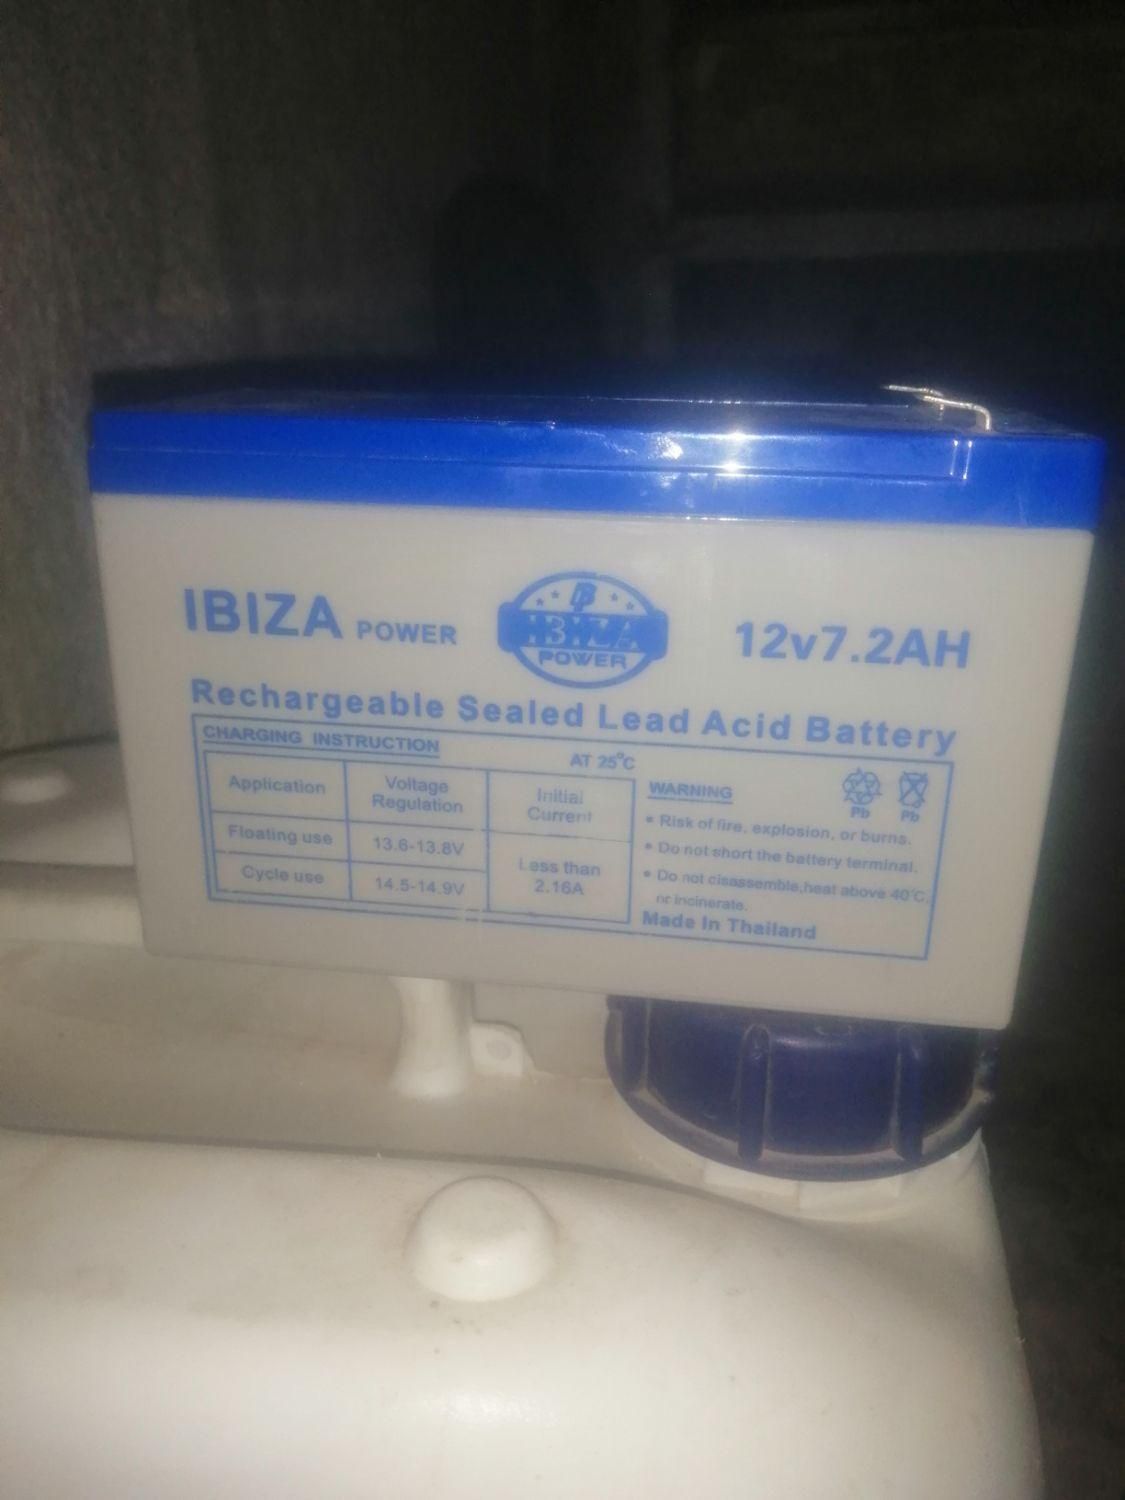 IBIZA POWER
IBIZA
POWER
12v7.2AH
Rechargeable Sealed Lead Acid Battery
CHARGING INSTRUCTION
AT 25°C
Application
Voltage
Regulation
Initial
Current
Floating use
13.6-13.8V
Less than
2.16A
Cycle use
14.5-14.9V
WARNING
Pb
Pb
• Risk of fire, explosion, or burns.
• Do not short the battery terminal.
• Do not disassemble,heat above 40°C,
or incinerate.
Made In Thailand